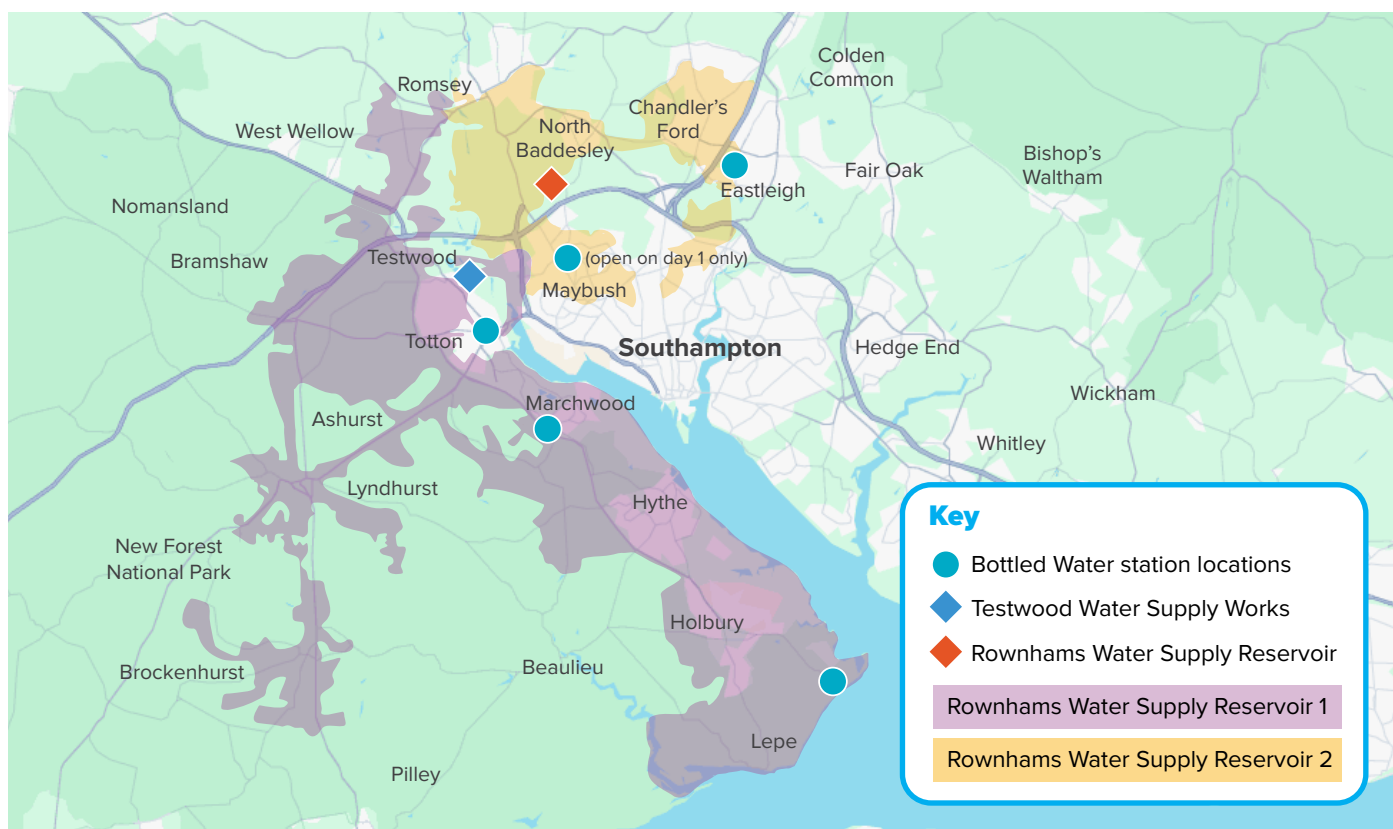 Colden
Common
Romsey
Chandler's
Ford
West Wellow
North
Baddesley
Bishop's
Waltham
Fair Oak
Eastleigh
Nomansland
Testwood
(open on day 1 only)
Bramshaw
Maybush
Totton
Southampton
Hedge End
Wickham
Marchwood
Ashurst
Whitley
Lyndhurst
Hythe
New Forest
National Park
Holbury
Brockenhurst
Beaulieu
Lepe
Pilley
Key
Bottled Water station locations
Testwood Water Supply Works
Rownhams Water Supply Reservoir
Rownhams Water Supply Reservoir 1
Rownhams Water Supply Reservoir 2